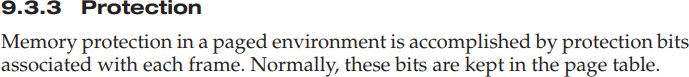 9.3.3 Protection
Memory protection in a paged environment is accomplished by protection bits
associated with each frame. Normally, these bits are kept in the page table.